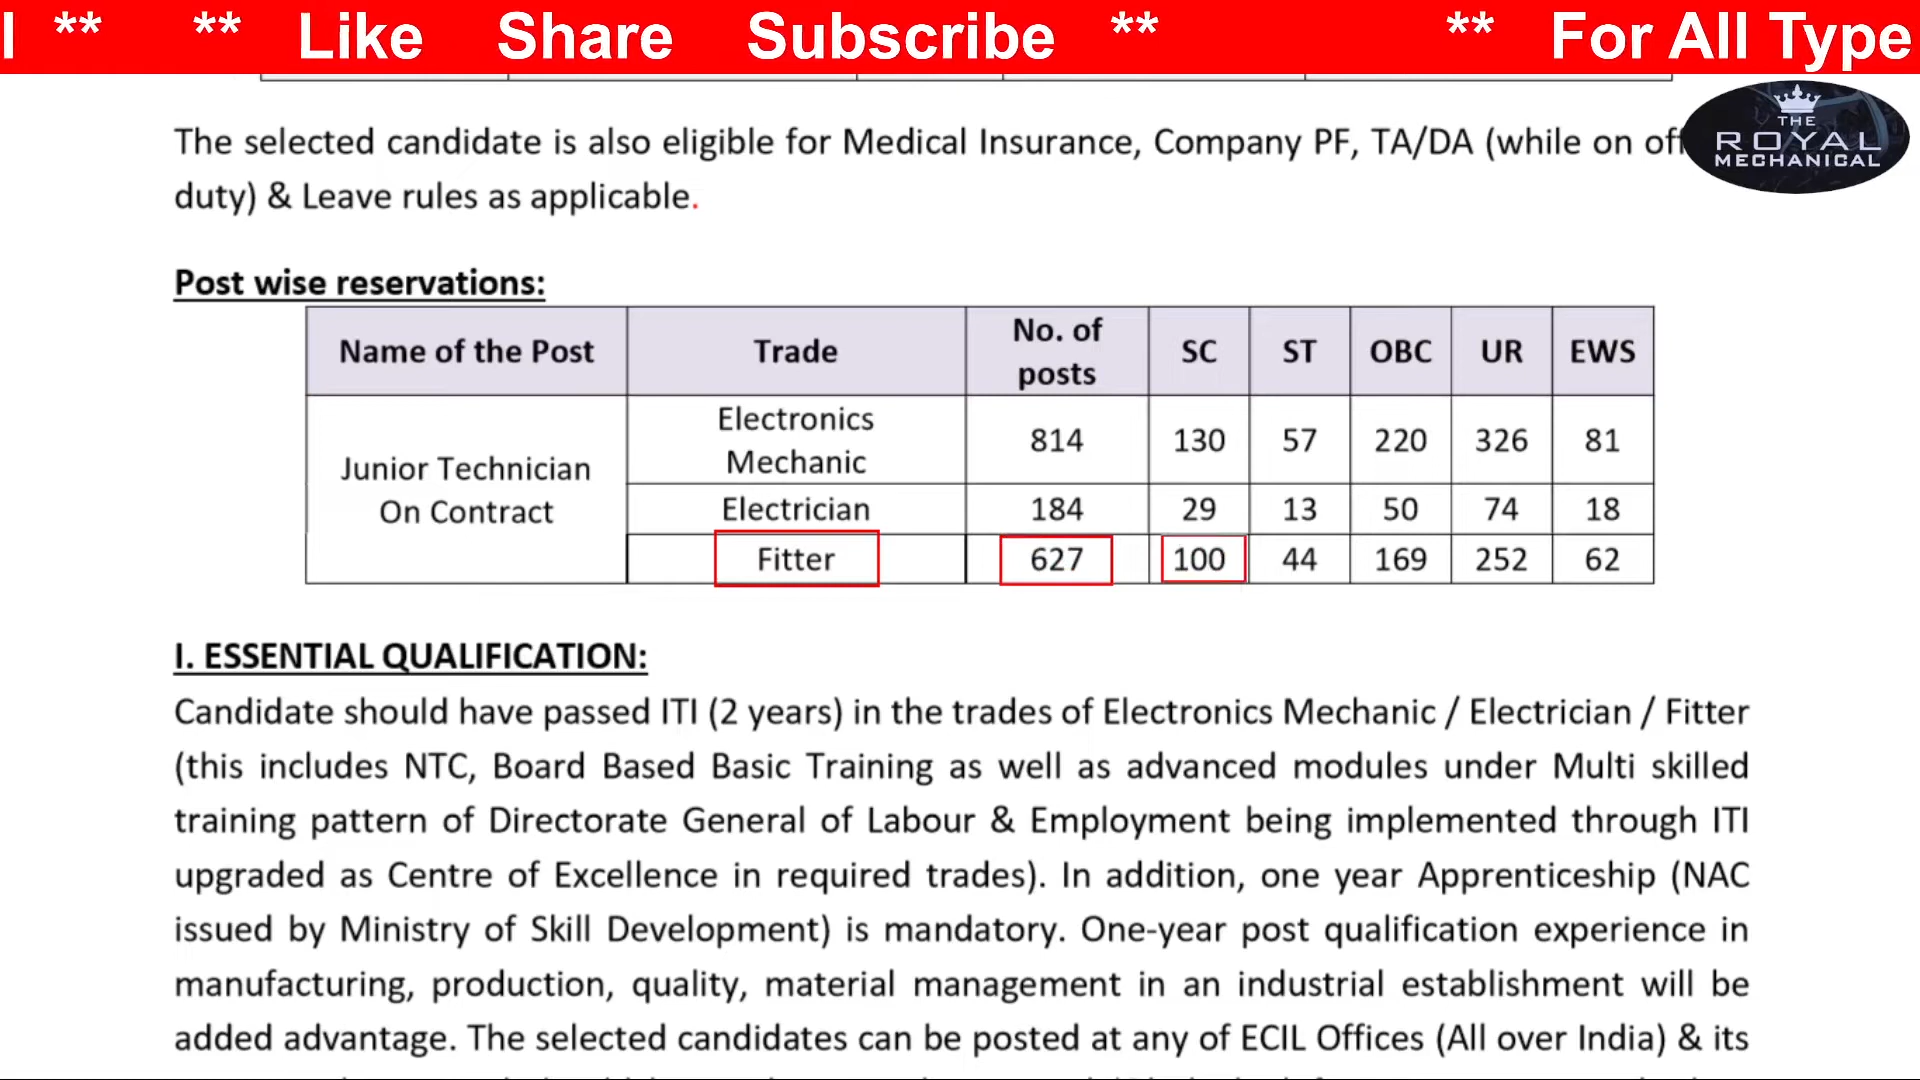 l ** ** Like Share Subscribe ** ** For All Type
THE
ROYAL
MECHANICAL
The selected candidate is also eligible for Medical Insurance, Company PF, TA/DA (while on
duty) & Leave rules as applicable.
Post wise reservations:
Name of the Post Trade No. of posts SC ST OBC UR EWS
Junior Technician On Contract
Electronics Mechanic 814 130 57 220 326 81
Electrician 184 29 13 50 74 18
Fitter 627 100 44 169 252 62
I. ESSENTIAL QUALIFICATION:
Candidate should have passed ITI (2 years) in the trades of Electronics Mechanic / Electrician / Fitter
(this includes NTC, Board Based Basic Training as well as advanced modules under Multi skilled
training pattern of Directorate General of Labour & Employment being implemented through ITI
upgraded as Centre of Excellence in required trades). In addition, one year Apprenticeship (NAC
issued by Ministry of Skill Development) is mandatory. One-year post qualification experience in
manufacturing, production, quality, material management in an industrial establishment will be
added advantage. The selected candidates can be posted at any of ECIL Offices (All over India) & its